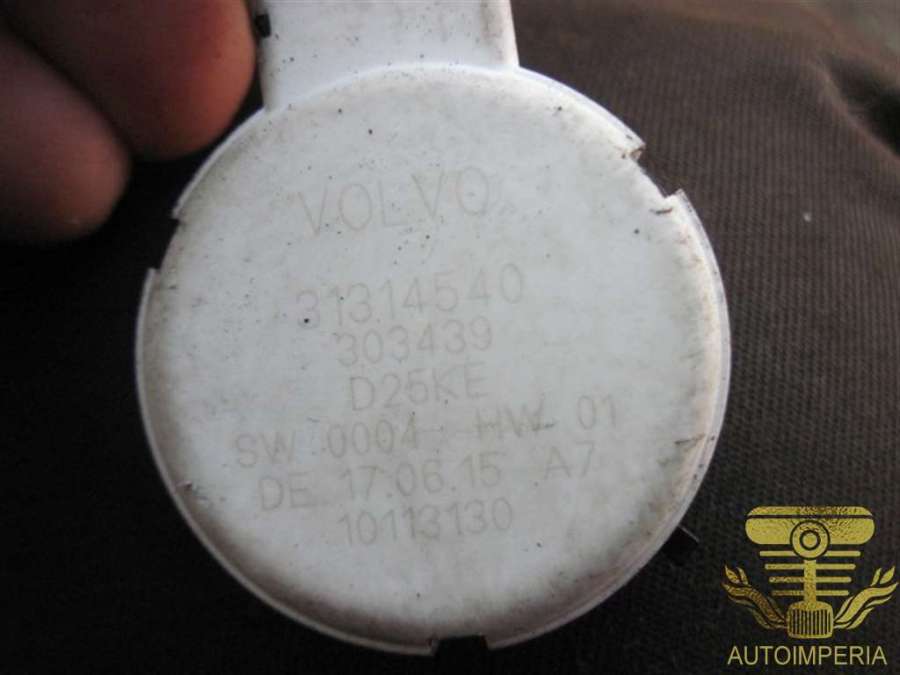 VOLVO
31314540
303439
D25KE
SW 0004 HW 01
DE 17.06.15 A7
10113130
AUTOIMPERIA